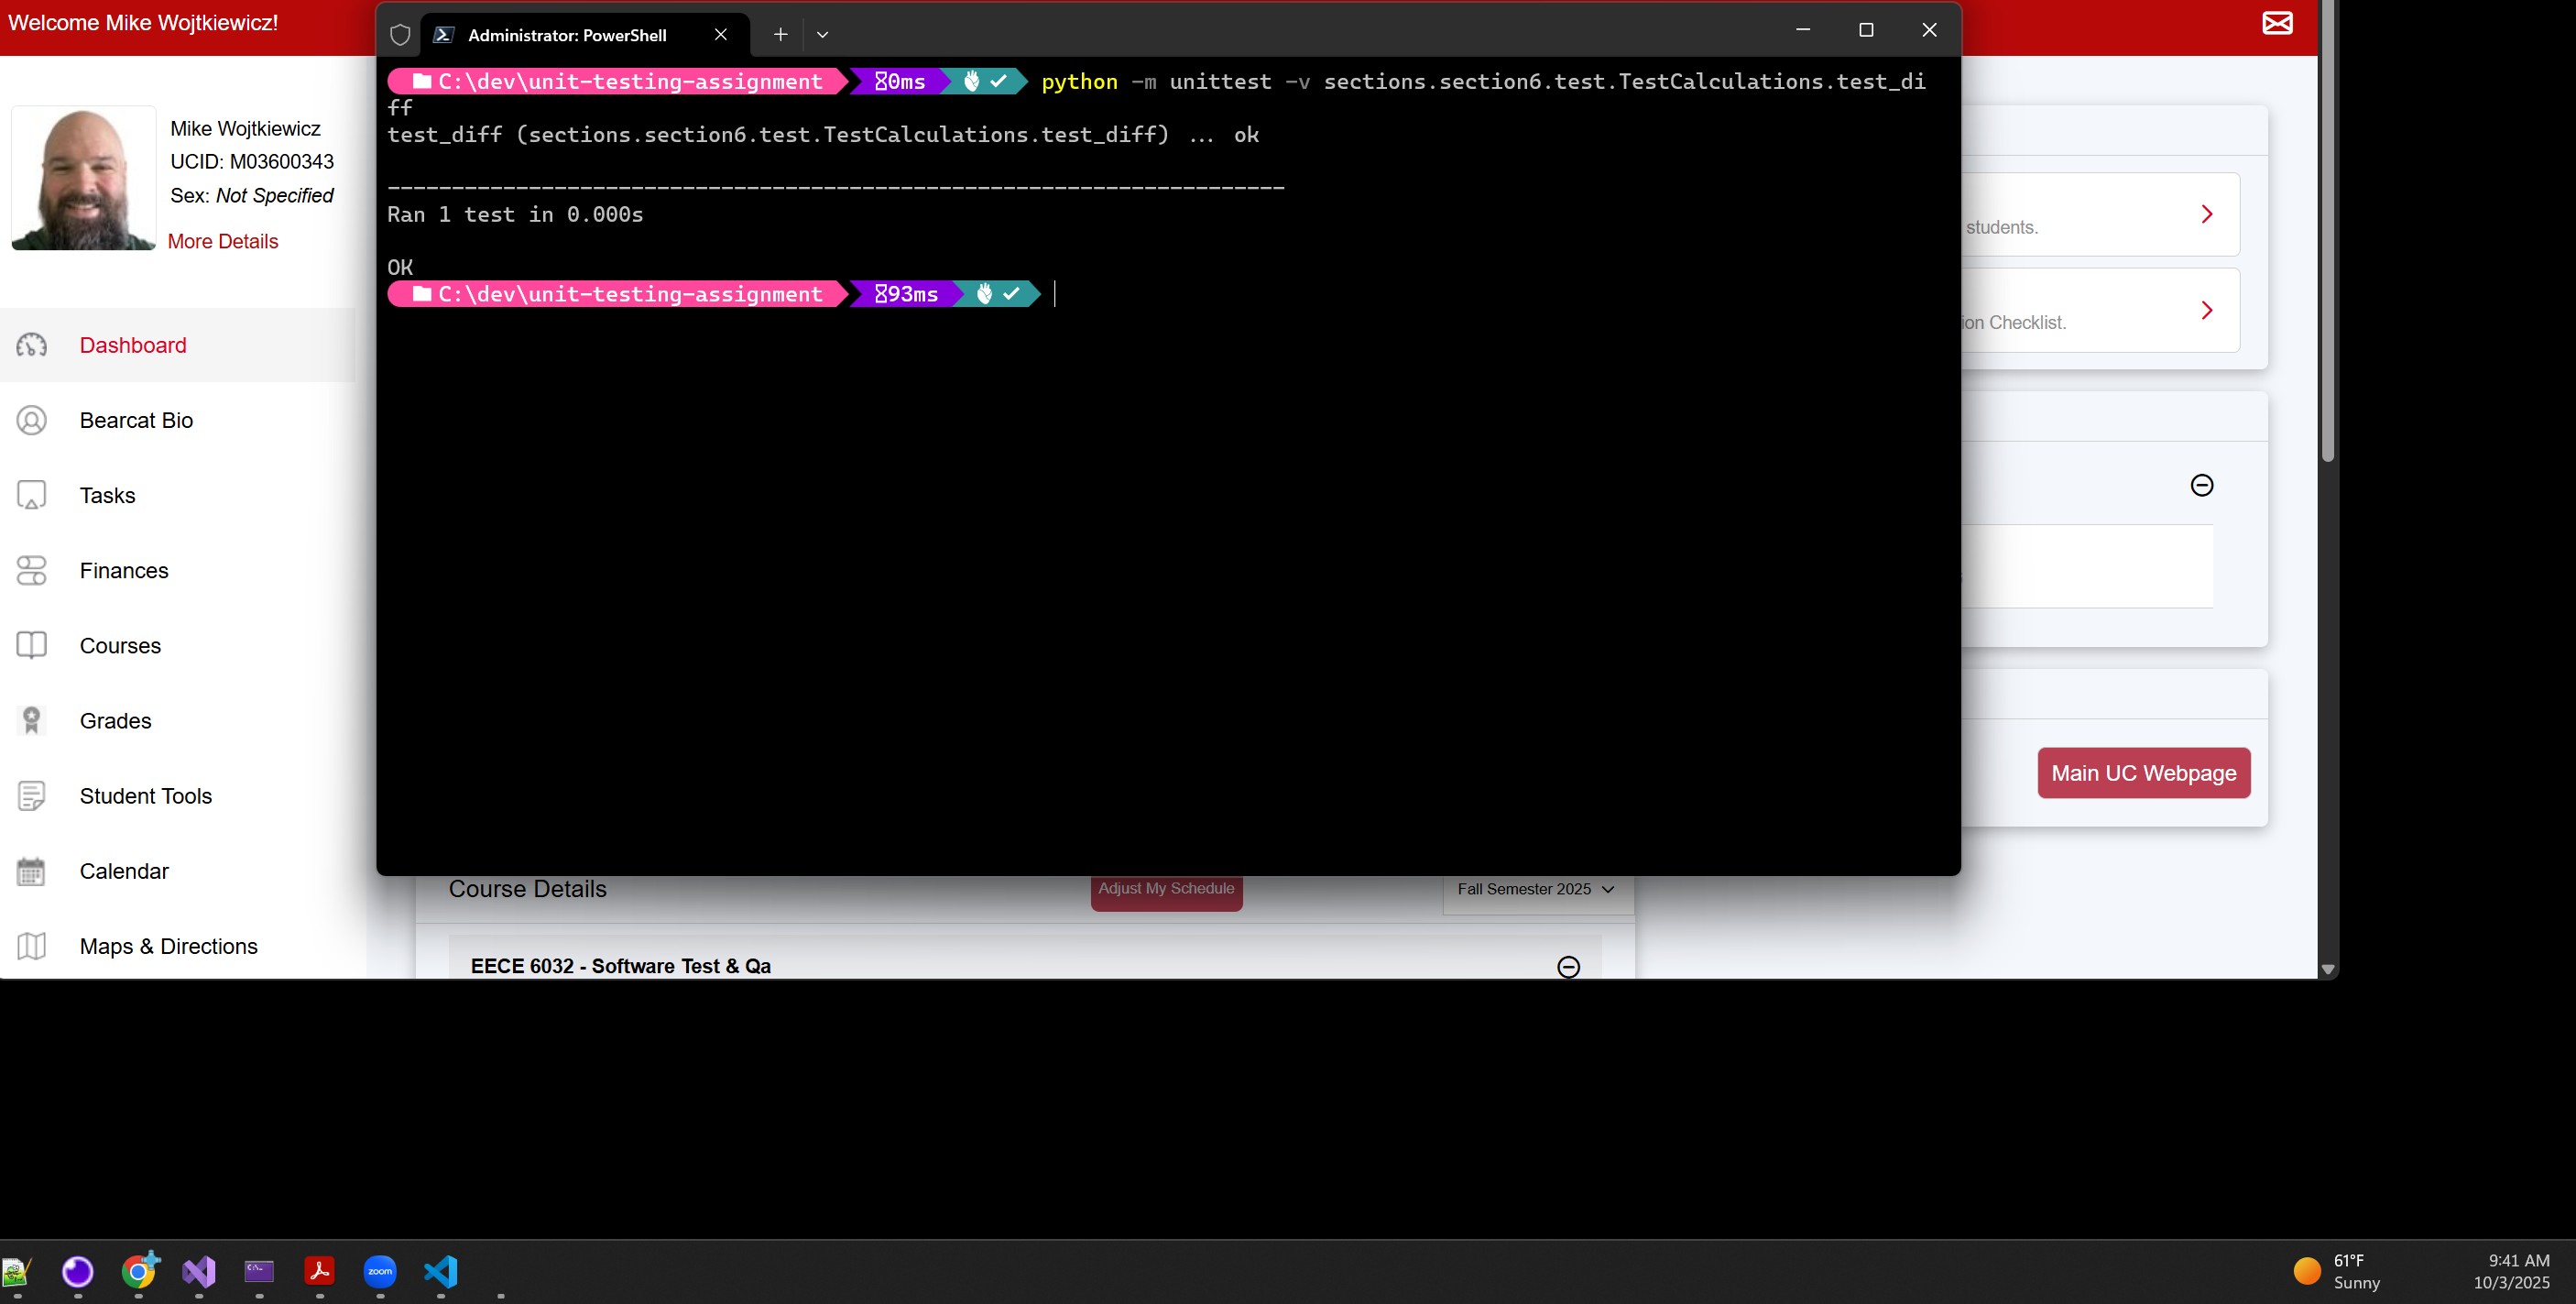 Welcome Mike Wojtkiewicz!
Mike Wojtkiewicz
UCID: M03600343
Sex: Not Specified
More Details
Dashboard
Bearcat Bio
Tasks
Finances
Courses
Grades
Student Tools
Calendar
Maps & Directions
Administrator: PowerShell
C:\dev\unit-testing-assignment 0ms python -m unittest -v sections.section6.test.TestCalculations.test_di
ff
test_diff (sections.section6.test.TestCalculations.test_diff) ... ok
----------------------------------------------------------------------
Ran 1 test in 0.000s
OK
C:\dev\unit-testing-assignment 93ms
students.
ion Checklist.
Main UC Webpage
Course Details
Adjust My Schedule
Fall Semester 2025
EECE 6032 - Software Test & Qa
zoom
61°F
Sunny
9:41 AM
10/3/2025